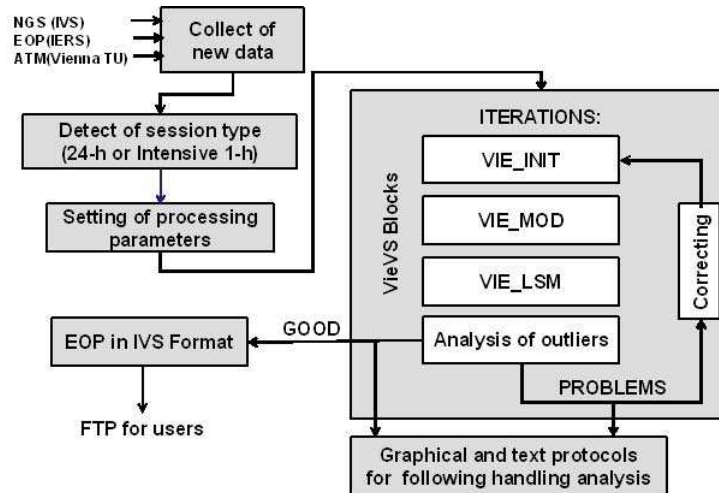 NGS (IVS)
EOP(IERS)
ATM(Vienna TU)
Collect of
new data
Detect of session type
(24-h or Intensive 1-h)
Setting of processing
parameters
ITERATIONS:
VieVS Blocks
VIE_INIT
VIE_MOD
VIE_LSM
Analysis of outliers
Correcting
PROBLEMS
GOOD
EOP in IVS Format
FTP for users
Graphical and text protocols
for following handling analysis